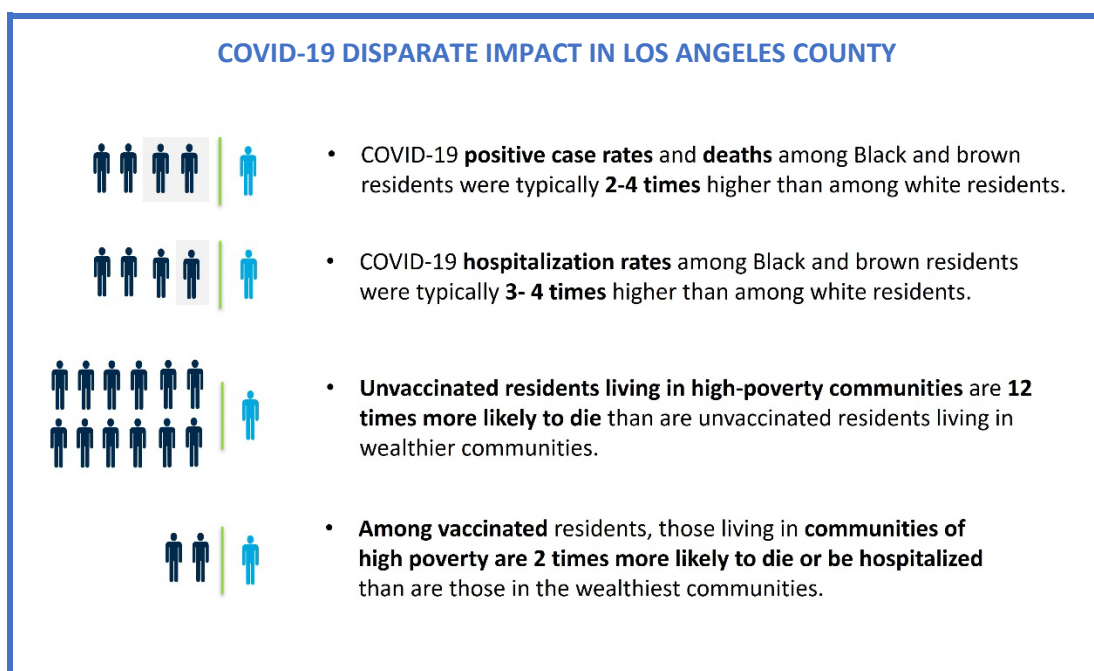 COVID-19 DISPARATE IMPACT IN LOS ANGELES COUNTY
• COVID-19 positive case rates and deaths among Black and brown
residents were typically 2-4 times higher than among white residents.
• COVID-19 hospitalization rates among Black and brown residents
were typically 3- 4 times higher than among white residents.
• Unvaccinated residents living in high-poverty communities are 12
times more likely to die than are unvaccinated residents living in
wealthier communities.
• Among vaccinated residents, those living in communities of
high poverty are 2 times more likely to die or be hospitalized
than are those in the wealthiest communities.